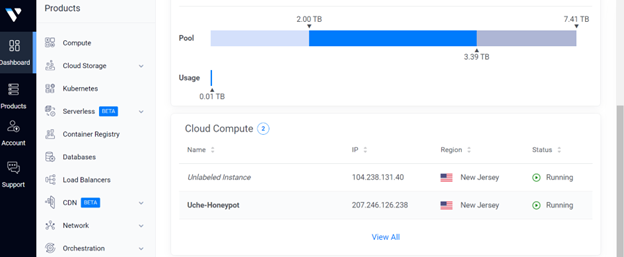 Products
Dashboard
Products
Account
Support
Compute
Cloud Storage
Kubernetes
Serverless BETA
Container Registry
Databases
Load Balancers
CDN BETA
Network
Orchestration
2.00 TB 7.41 TB
Pool
3.39 TB
Usage
0.01 TB
Cloud Compute 2
Name IP Region Status
Unlabeled Instance 104.238.131.40 New Jersey Running
Uche-Honeypot 207.246.126.238 New Jersey Running
View All